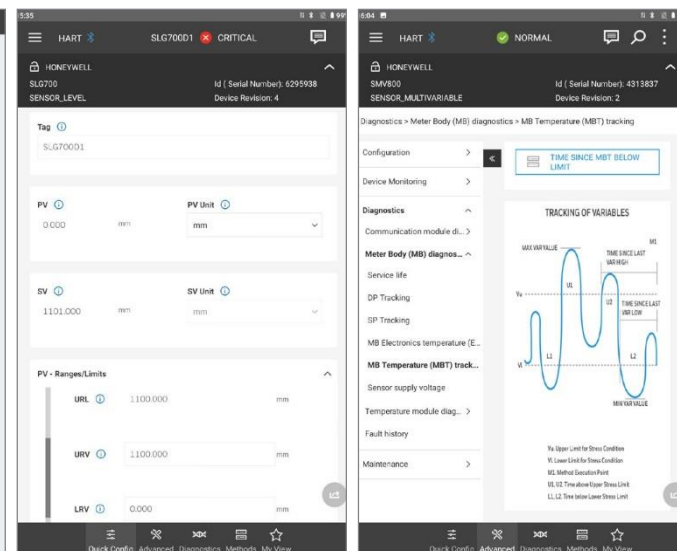 5:35
99
HART
SLG700D1
CRITICAL
HONEYWELL
SLG700
Id ( Serial Number): 6295938
SENSOR_LEVEL
Device Revision: 4
Tag
SLG700D1
PV
PV Unit
0.000
mm
mm
SV
SV Unit
1101.000
mm
mm
PV - Ranges/Limits
URL
1100.000
mm
URV
1100.000
mm
LRV
0.000
mm
Quick Config
Advanced
Diagnostics
Methods
My View
6:04
HART
NORMAL
HONEYWELL
SMV800
Id ( Serial Number): 4313837
SENSOR_MULTIVARIABLE
Device Revision: 2
Diagnostics > Meter Body (MB) diagnostics > MB Temperature (MBT) tracking
Configuration
Device Monitoring
Diagnostics
Communication module di...
Meter Body (MB) diagnos...
Service life
DP Tracking
SP Tracking
MB Electronics temperature (E...
MB Temperature (MBT) track...
Sensor supply voltage
Temperature module diag...
Fault history
Maintenance
TIME SINCE MBT BELOW
LIMIT
TRACKING OF VARIABLES
MAX VAR VALUE
M1
TIME SINCE LAST
VAR HIGH
U1
Vu
U2
TIME SINCE LAST
VAR LOW
L1
L2
VL
MIN VAR VALUE
Vu. Upper Limit for Stress Condition
VL. Lower Limit for Stress Condition
M1. Method Execution Point
U1, U2. Time above Upper Stress Limit
L1, L2. Time below Lower Stress Limit
Quick Config
Advanced
Diagnostics
Methods
My View